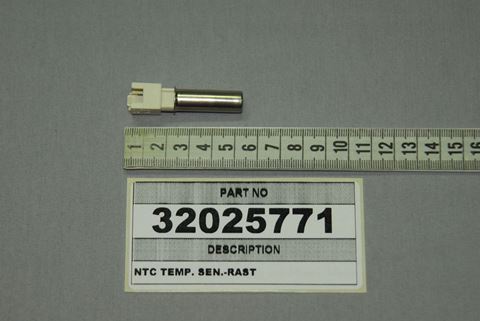 1 2 3 4 5 6 7 8 9 10 11 12 13 14 15 16
PART NO
32025771
DESCRIPTION
NTC TEMP. SEN.-RAST